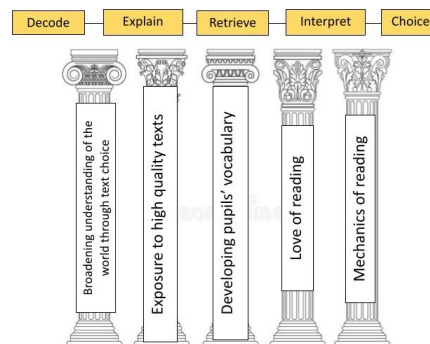 Decode
Explain
Retrieve
Interpret
Choice
Broadening understanding of the
world through text choice
Exposure to high quality texts
Developing pupils' vocabulary
Love of reading
Mechanics of reading